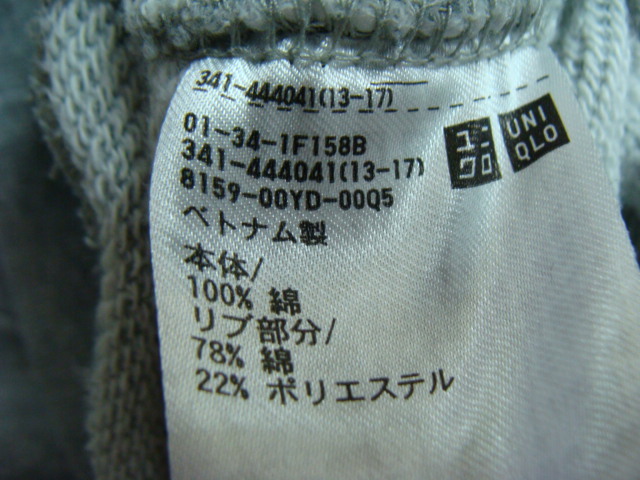 341-444041(13-17)
01-34-1F158B
341-444041(13-17)
8159-00YD-00Q5
ユニ
クロ
UNI
QLO
ベトナム製
本体/
100% 綿
リブ部分/
78% 綿
22% ポリエステル